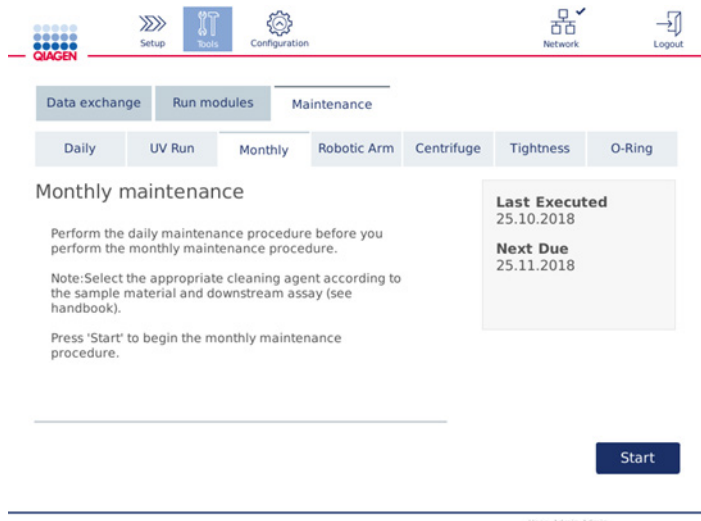 QIAGEN
Setup
Tools
Configuration
Network
Logout
Data exchange
Run modules
Maintenance
Daily
UV Run
Monthly
Robotic Arm
Centrifuge
Tightness
O-Ring
Monthly maintenance
Perform the daily maintenance procedure before you
perform the monthly maintenance procedure.
Note:Select the appropriate cleaning agent according to
the sample material and downstream assay (see
handbook).
Press 'Start' to begin the monthly maintenance
procedure.
Last Executed
25.10.2018
Next Due
25.11.2018
Start